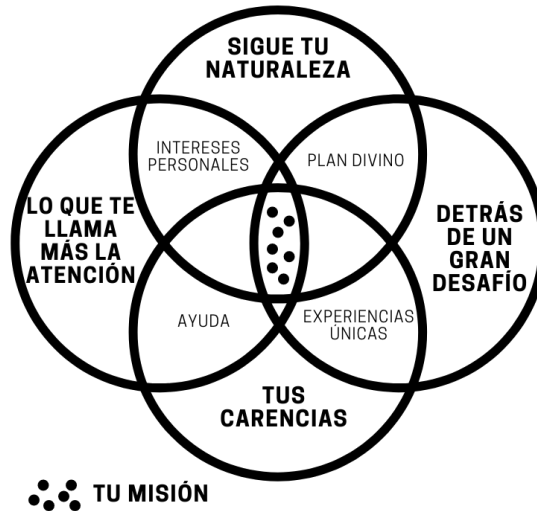 SIGUE TU
NATURALEZA
INTERESES
PERSONALES
PLAN DIVINO
LO QUE TE
LLAMA
MÁS LA
ATENCIÓN
DETRÁS
DE UN
GRAN
DESAFÍO
AYUDA
EXPERIENCIAS
ÚNICAS
TUS
CARENCIAS
TU MISIÓN